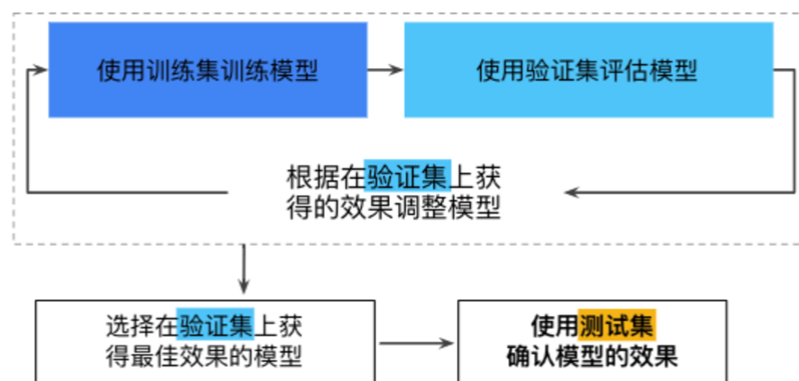 使用训练集训练模型
使用验证集评估模型
根据在验证集上获
得的效果调整模型
选择在验证集上获
得最佳效果的模型
使用测试集
确认模型的效果